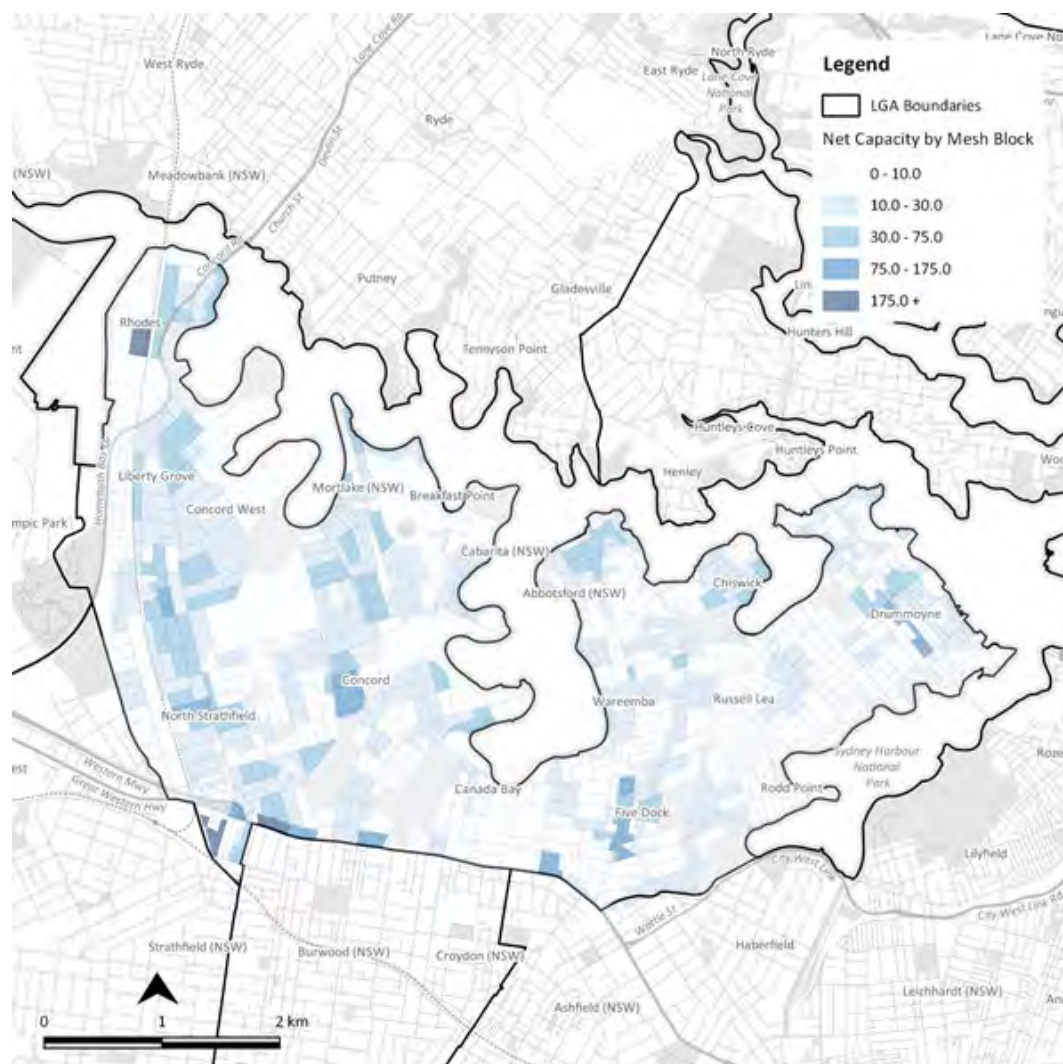 Lane Cove Rd
North Ryde
West Ryde
East Ryde
Lane Cove
National
Park
Ryde
Devlin St
(NSW)
Meadowbank (NSW)
Church St
Concord Rd
Putney
Gladesville
Rhodes
Tennyson Point
Hunters Hill
Legend
LGA Boundaries
Net Capacity by Mesh Block
0 - 10.0
10.0 - 30.0
30.0 - 75.0
75.0 - 175.0
175.0 +
Huntleys Cove
Huntleys Point
Henley
Homebush Bay Dr
Liberty Grove
Mortlake (NSW)
Breakfast Point
Concord West
Cabarita (NSW)
Abbotsford (NSW)
Chiswick
Drummoyne
Concord
Wareemba
Russell Lea
North Strathfield
Sydney Harbour
National
Park
Western Mwy
Great Western Hwy
Canada Bay
Rodd Point
Five Dock
Lilyfield
City West Link
City West Link Rd
Wattle St
Haberfield
Strathfield (NSW)
Burwood (NSW)
Croydon (NSW)
Ashfield (NSW)
Leichhardt (NSW)
0 1 2 km